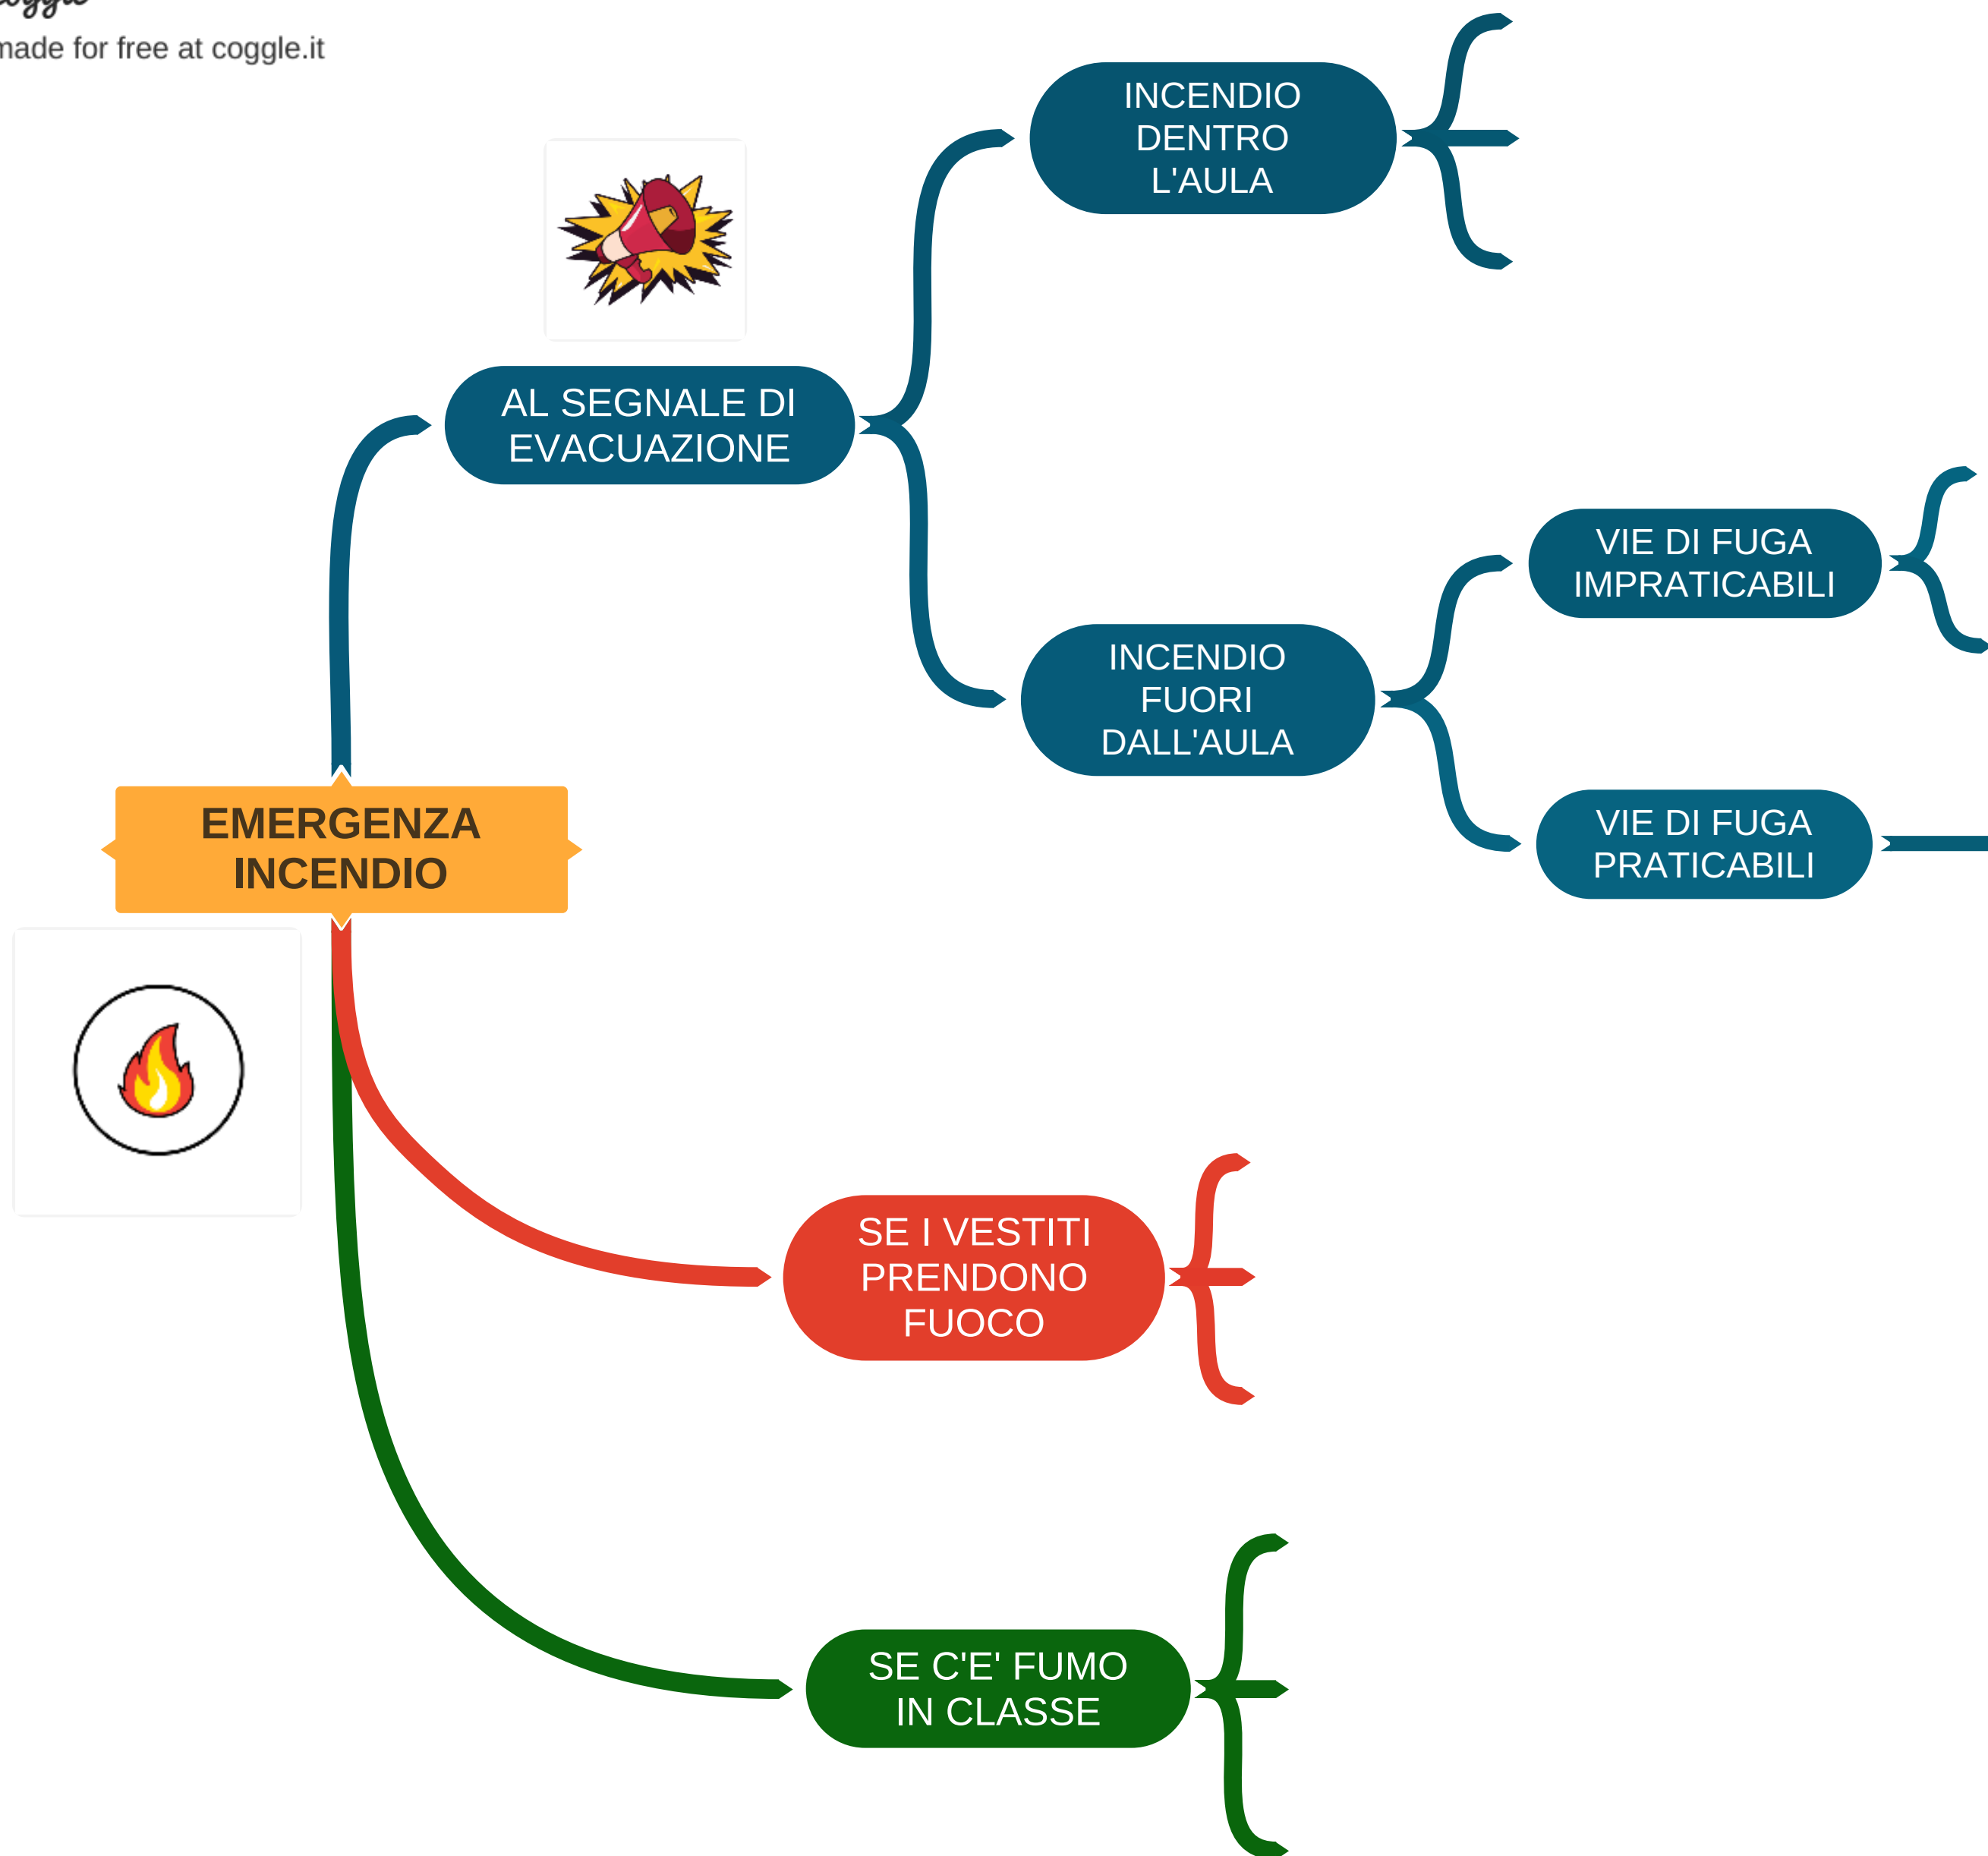 made for free at coggle.it
INCENDIO
DENTRO
L'AULA
AL SEGNALE DI
EVACUAZIONE
VIE DI FUGA
IMPRATICABILI
INCENDIO
FUORI
DALL'AULA
VIE DI FUGA
PRATICABILI
EMERGENZA
INCENDIO
SE I VESTITI
PRENDONO
FUOCO
SE C'E' FUMO
IN CLASSE